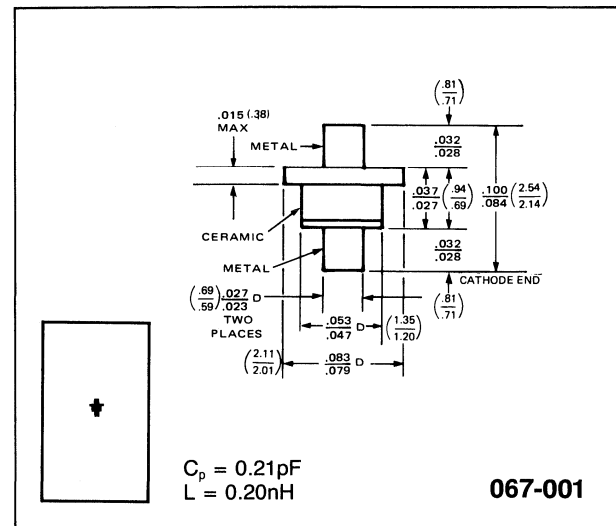 (.81/.71)
.015 (.38)
MAX
METAL
.032/.028
.037/.027 (.94/.69) .100/.084 (2.54/2.14)
CERAMIC
METAL
.032/.028
CATHODE END
(.69/.59) .027/.023 D
TWO
PLACES
.053/.047 D (1.35/1.20)
(.81/.71)
(2.11/2.01) .083/.079 D
Cp = 0.21pF
L = 0.20nH
067-001